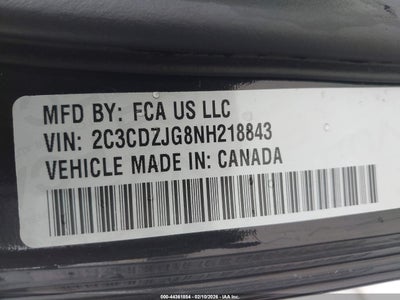 MFD BY: FCA US LLC
VIN: 2C3CDZJG8NH218843
VEHICLE MADE IN: CANADA
000-44361854 - 02/10/2026 - IAA Inc.